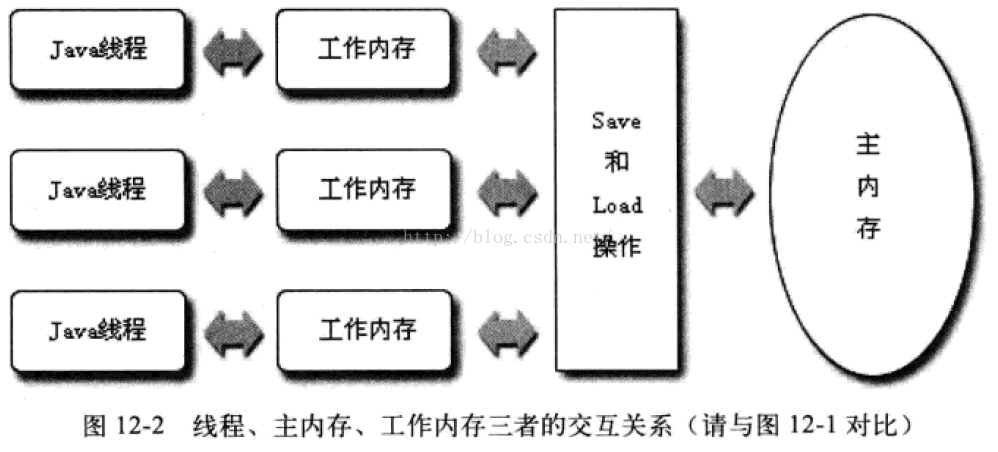 Java线程
工作内存
Java线程
工作内存
Java线程
工作内存
Save
和
Load
操作
主
内
存
http://blog.csdn.net/
图 12-2 线程、主内存、工作内存三者的交互关系（请与图 12-1 对比）